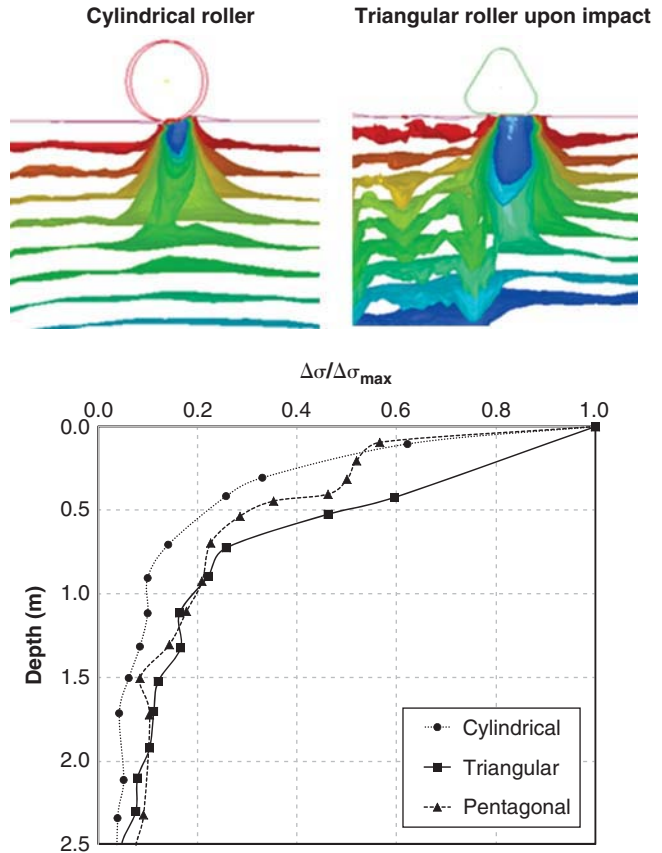 Cylindrical roller
Triangular roller upon impact
Δσ/Δσmax
0.0 0.2 0.4 0.6 0.8 1.0
0.0
0.5
1.0
1.5
2.0
2.5
Depth (m)
Cylindrical
Triangular
Pentagonal